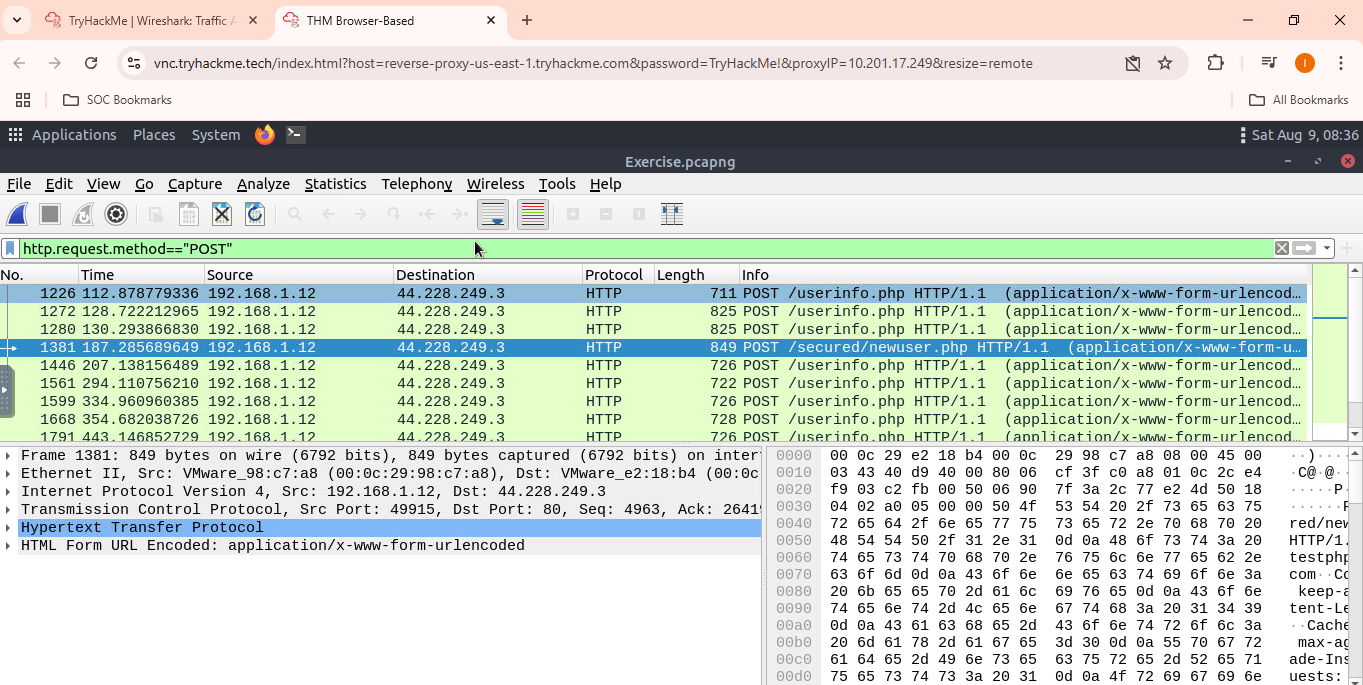 TryHackMe | Wireshark: Traffic A
THM Browser-Based
vnc.tryhackme.tech/index.html?host=reverse-proxy-us-east-1.tryhackme.com&password=TryHackMe!&proxyIP=10.201.17.249&resize=remote
I
SOC Bookmarks
All Bookmarks
Applications Places System Sat Aug 9, 08:36
Exercise.pcapng
File Edit View Go Capture Analyze Statistics Telephony Wireless Tools Help
http.request.method=="POST"
No. Time Source Destination Protocol Length Info
1226 112.878779336 192.168.1.12 44.228.249.3 HTTP 711 POST /userinfo.php HTTP/1.1 (application/x-www-form-urlencod…
1272 128.722212965 192.168.1.12 44.228.249.3 HTTP 825 POST /userinfo.php HTTP/1.1 (application/x-www-form-urlencod…
1280 130.293866830 192.168.1.12 44.228.249.3 HTTP 825 POST /userinfo.php HTTP/1.1 (application/x-www-form-urlencod…
1381 187.285689649 192.168.1.12 44.228.249.3 HTTP 849 POST /secured/newuser.php HTTP/1.1 (application/x-www-form-u…
1446 207.138156489 192.168.1.12 44.228.249.3 HTTP 726 POST /userinfo.php HTTP/1.1 (application/x-www-form-urlencod…
1561 294.110756210 192.168.1.12 44.228.249.3 HTTP 722 POST /userinfo.php HTTP/1.1 (application/x-www-form-urlencod…
1599 334.960960385 192.168.1.12 44.228.249.3 HTTP 726 POST /userinfo.php HTTP/1.1 (application/x-www-form-urlencod…
1668 354.682038726 192.168.1.12 44.228.249.3 HTTP 728 POST /userinfo.php HTTP/1.1 (application/x-www-form-urlencod…
1791 443.146852729 192.168.1.12 44.228.249.3 HTTP 726 POST /userinfo.php HTTP/1.1 (application/x-www-form-urlencod…
Frame 1381: 849 bytes on wire (6792 bits), 849 bytes captured (6792 bits) on inter
Ethernet II, Src: VMware_98:c7:a8 (00:0c:29:98:c7:a8), Dst: VMware_e2:18:b4 (00:0c
Internet Protocol Version 4, Src: 192.168.1.12, Dst: 44.228.249.3
Transmission Control Protocol, Src Port: 49915, Dst Port: 80, Seq: 4963, Ack: 2641
Hypertext Transfer Protocol
HTML Form URL Encoded: application/x-www-form-urlencoded
0000 00 0c 29 e2 18 b4 00 0c 29 98 c7 a8 08 00 45 00 ··)····
0010 03 43 40 d9 40 00 80 06 cf 3f c0 a8 01 0c 2c e4 ·C@·@··
0020 f9 03 c2 fb 00 50 06 90 7f 3a 2c 77 e2 4d 50 18 ·····P·
0030 04 02 a0 05 00 00 50 4f 53 54 20 2f 73 65 63 75 ······P
0040 72 65 64 2f 6e 65 77 75 73 65 72 2e 70 68 70 20 red/new
0050 48 54 54 50 2f 31 2e 31 0d 0a 48 6f 73 74 3a 20 HTTP/1.
0060 74 65 73 74 70 68 70 2e 76 75 6c 6e 77 65 62 2e testphp
0070 63 6f 6d 0d 0a 43 6f 6e 6e 65 63 74 69 6f 6e 3a com··Co
0080 20 6b 65 65 70 2d 61 6c 69 76 65 0d 0a 43 6f 6e keep-a
0090 74 65 6e 74 2d 4c 65 6e 67 74 68 3a 20 31 34 39 tent-Le
00a0 0d 0a 43 61 63 68 65 2d 43 6f 6e 74 72 6f 6c 3a ··Cache
00b0 20 6d 61 78 2d 61 67 65 3d 30 0d 0a 55 70 67 72 max-ag
00c0 61 64 65 2d 49 6e 73 65 63 75 72 65 2d 52 65 71 ade-Ins
00d0 75 65 73 74 73 3a 20 31 0d 0a 4f 72 69 67 69 6e uests: